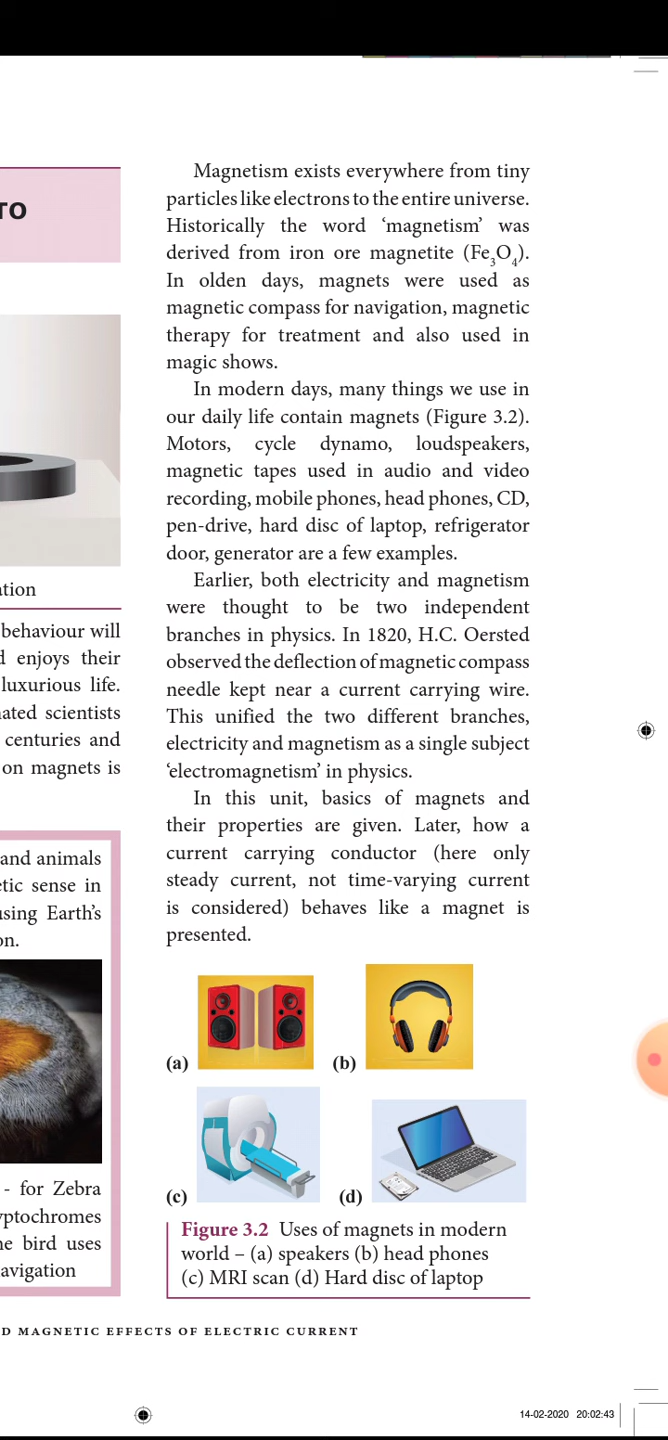 TO
ation
behaviour will
enjoys their
luxurious life.
scientists
centuries and
on magnets is
and animals
sense in
using Earth's
- for Zebra
bird uses
Magnetism exists everywhere from tiny
particles like electrons to the entire universe.
Historically the word ‘magnetism’ was
derived from iron ore magnetite (Fe₃O₄).
In olden days, magnets were used as
magnetic compass for navigation, magnetic
therapy for treatment and also used in
magic shows.
In modern days, many things we use in
our daily life contain magnets (Figure 3.2).
Motors, cycle dynamo, loudspeakers,
magnetic tapes used in audio and video
recording, mobile phones, head phones, CD,
pen-drive, hard disc of laptop, refrigerator
door, generator are a few examples.
Earlier, both electricity and magnetism
were thought to be two independent
branches in physics. In 1820, H.C. Oersted
observed the deflection of magnetic compass
needle kept near a current carrying wire.
This unified the two different branches,
electricity and magnetism as a single subject
‘electromagnetism’ in physics.
In this unit, basics of magnets and
their properties are given. Later, how a
current carrying conductor (here only
steady current, not time-varying current
is considered) behaves like a magnet is
presented.
(a) (b)
(c) (d)
Figure 3.2 Uses of magnets in modern
world – (a) speakers (b) head phones
(c) MRI scan (d) Hard disc of laptop
MAGNETIC EFFECTS OF ELECTRIC CURRENT
14-02-2020 20:02:43